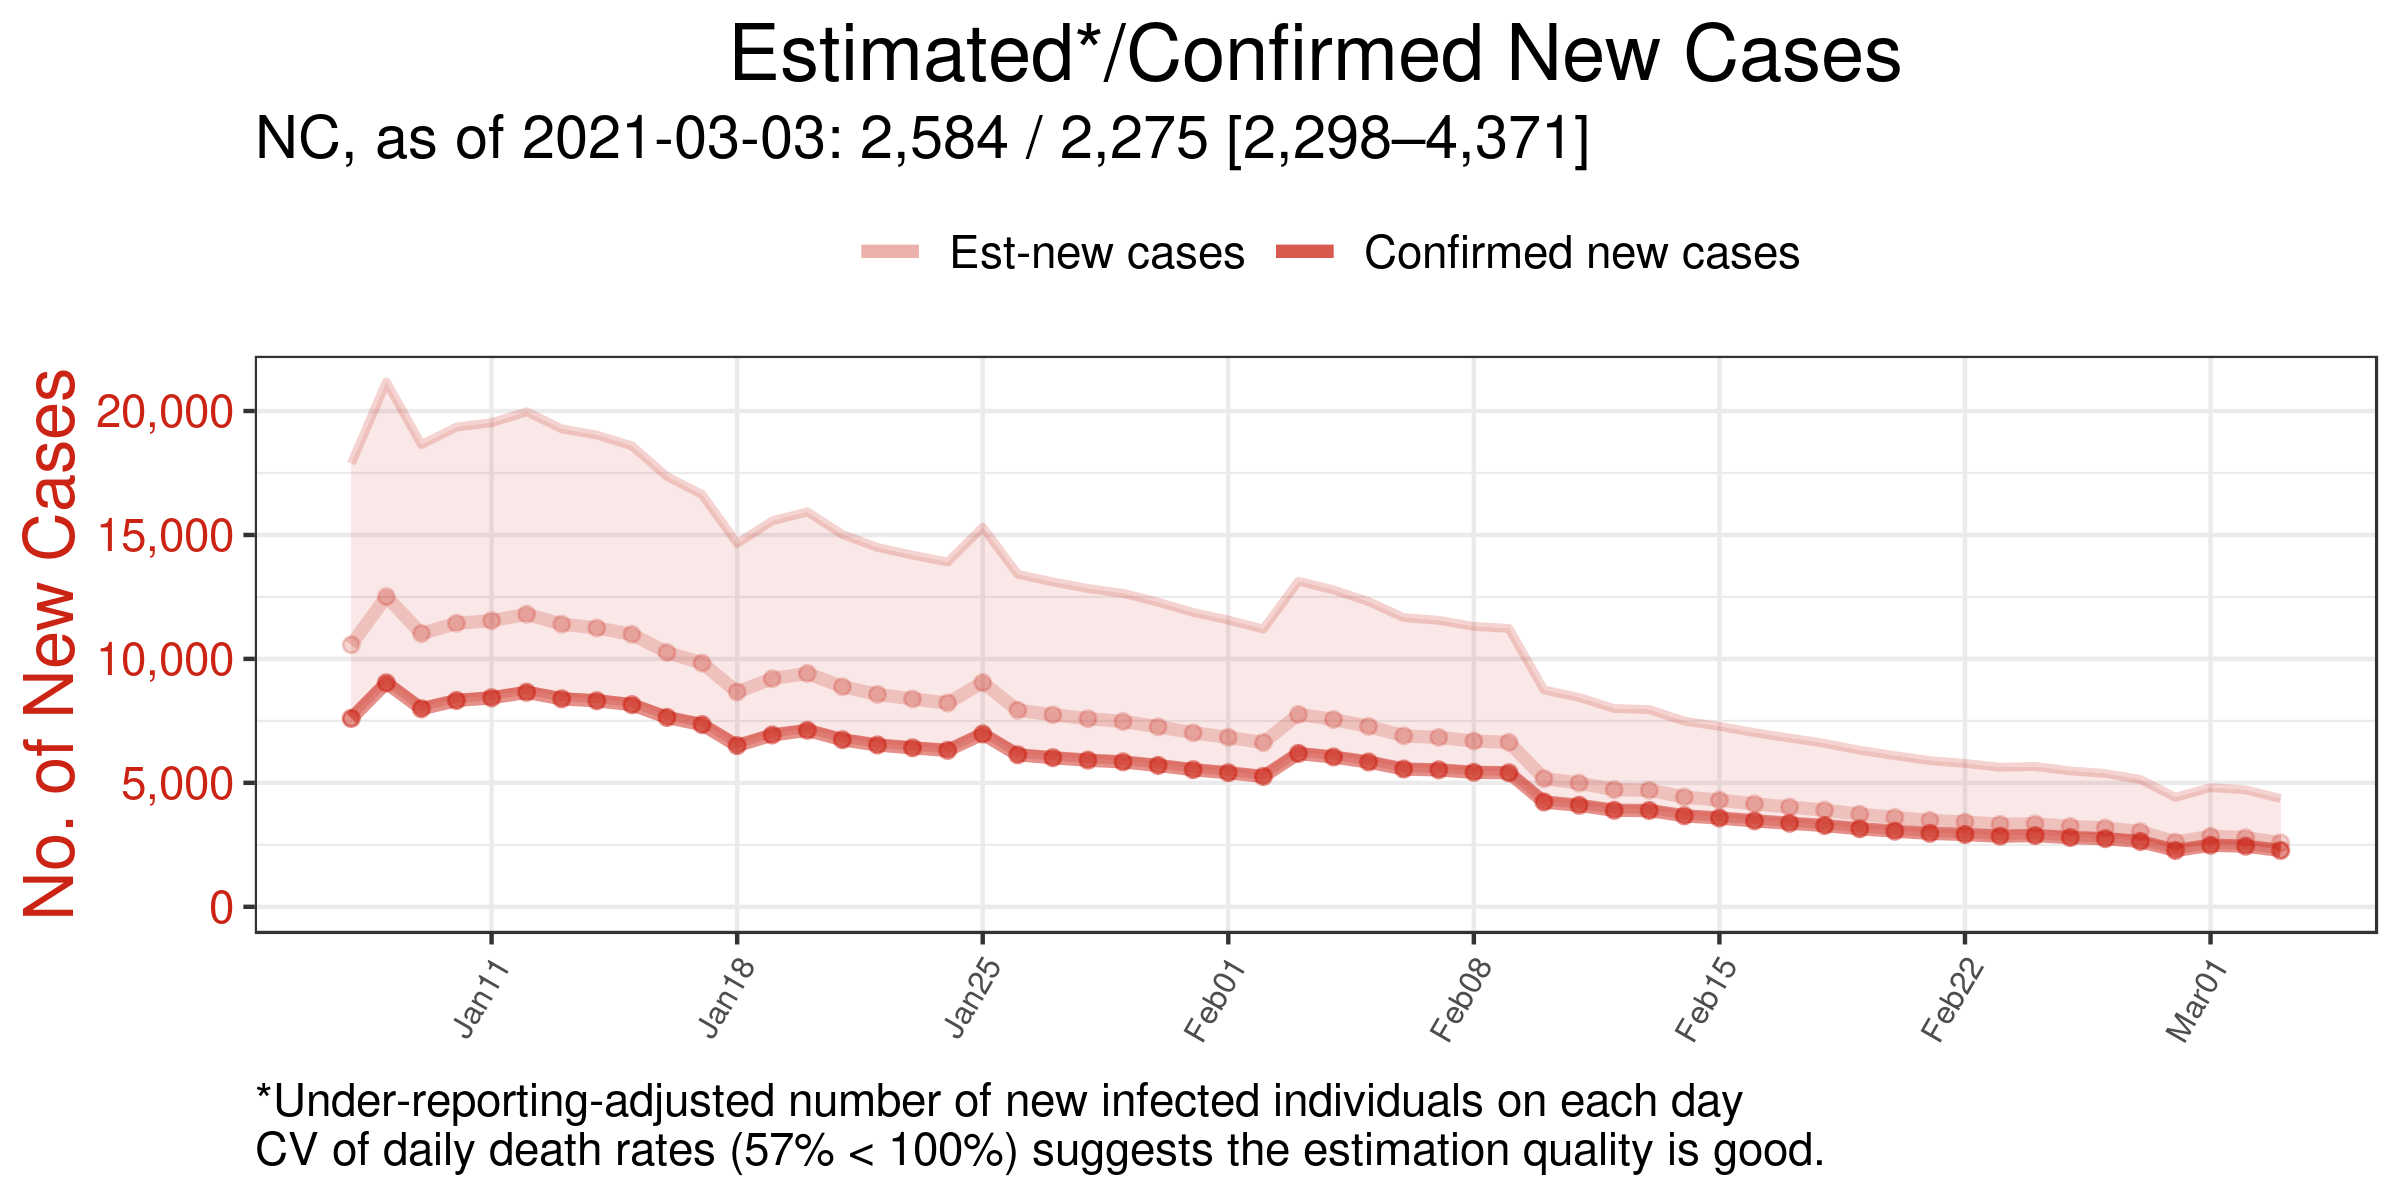 Estimated*/Confirmed New Cases
NC, as of 2021-03-03: 2,584 / 2,275 [2,298–4,371]
Est-new cases
Confirmed new cases
No. of New Cases
20,000
15,000
10,000
5,000
0
Jan11
Jan18
Jan25
Feb01
Feb08
Feb15
Feb22
Mar01
*Under-reporting-adjusted number of new infected individuals on each day
CV of daily death rates (57% < 100%) suggests the estimation quality is good.